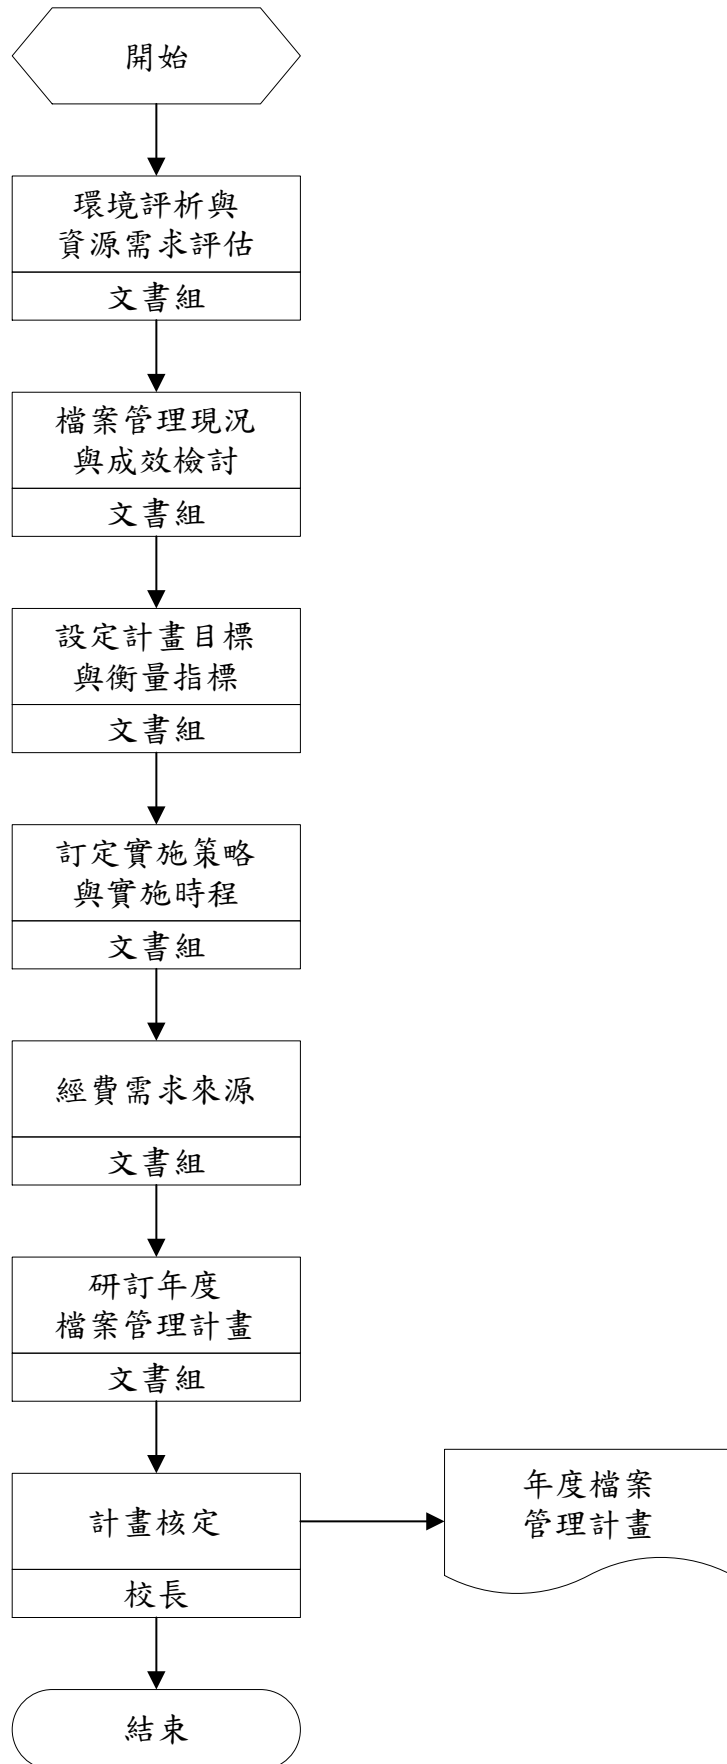 開始
環境評析與
資源需求評估
文書組
檔案管理現況
與成效檢討
文書組
設定計畫目標
與衡量指標
文書組
訂定實施策略
與實施時程
文書組
經費需求來源
文書組
研訂年度
檔案管理計畫
文書組
計畫核定
校長
年度檔案
管理計畫
結束